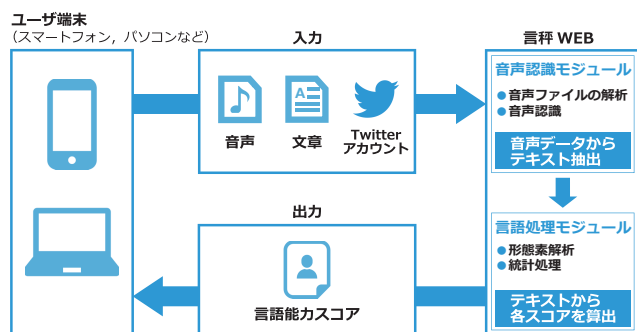 ユーザ端末
(スマートフォン，パソコンなど)
入力
音声
A
文章
Twitter
アカウント
言秤 WEB
音声認識モジュール
●音声ファイルの解析
●音声認識
音声データから
テキスト抽出
言語処理モジュール
●形態素解析
●統計処理
テキストから
各スコアを算出
出力
言語能力スコア